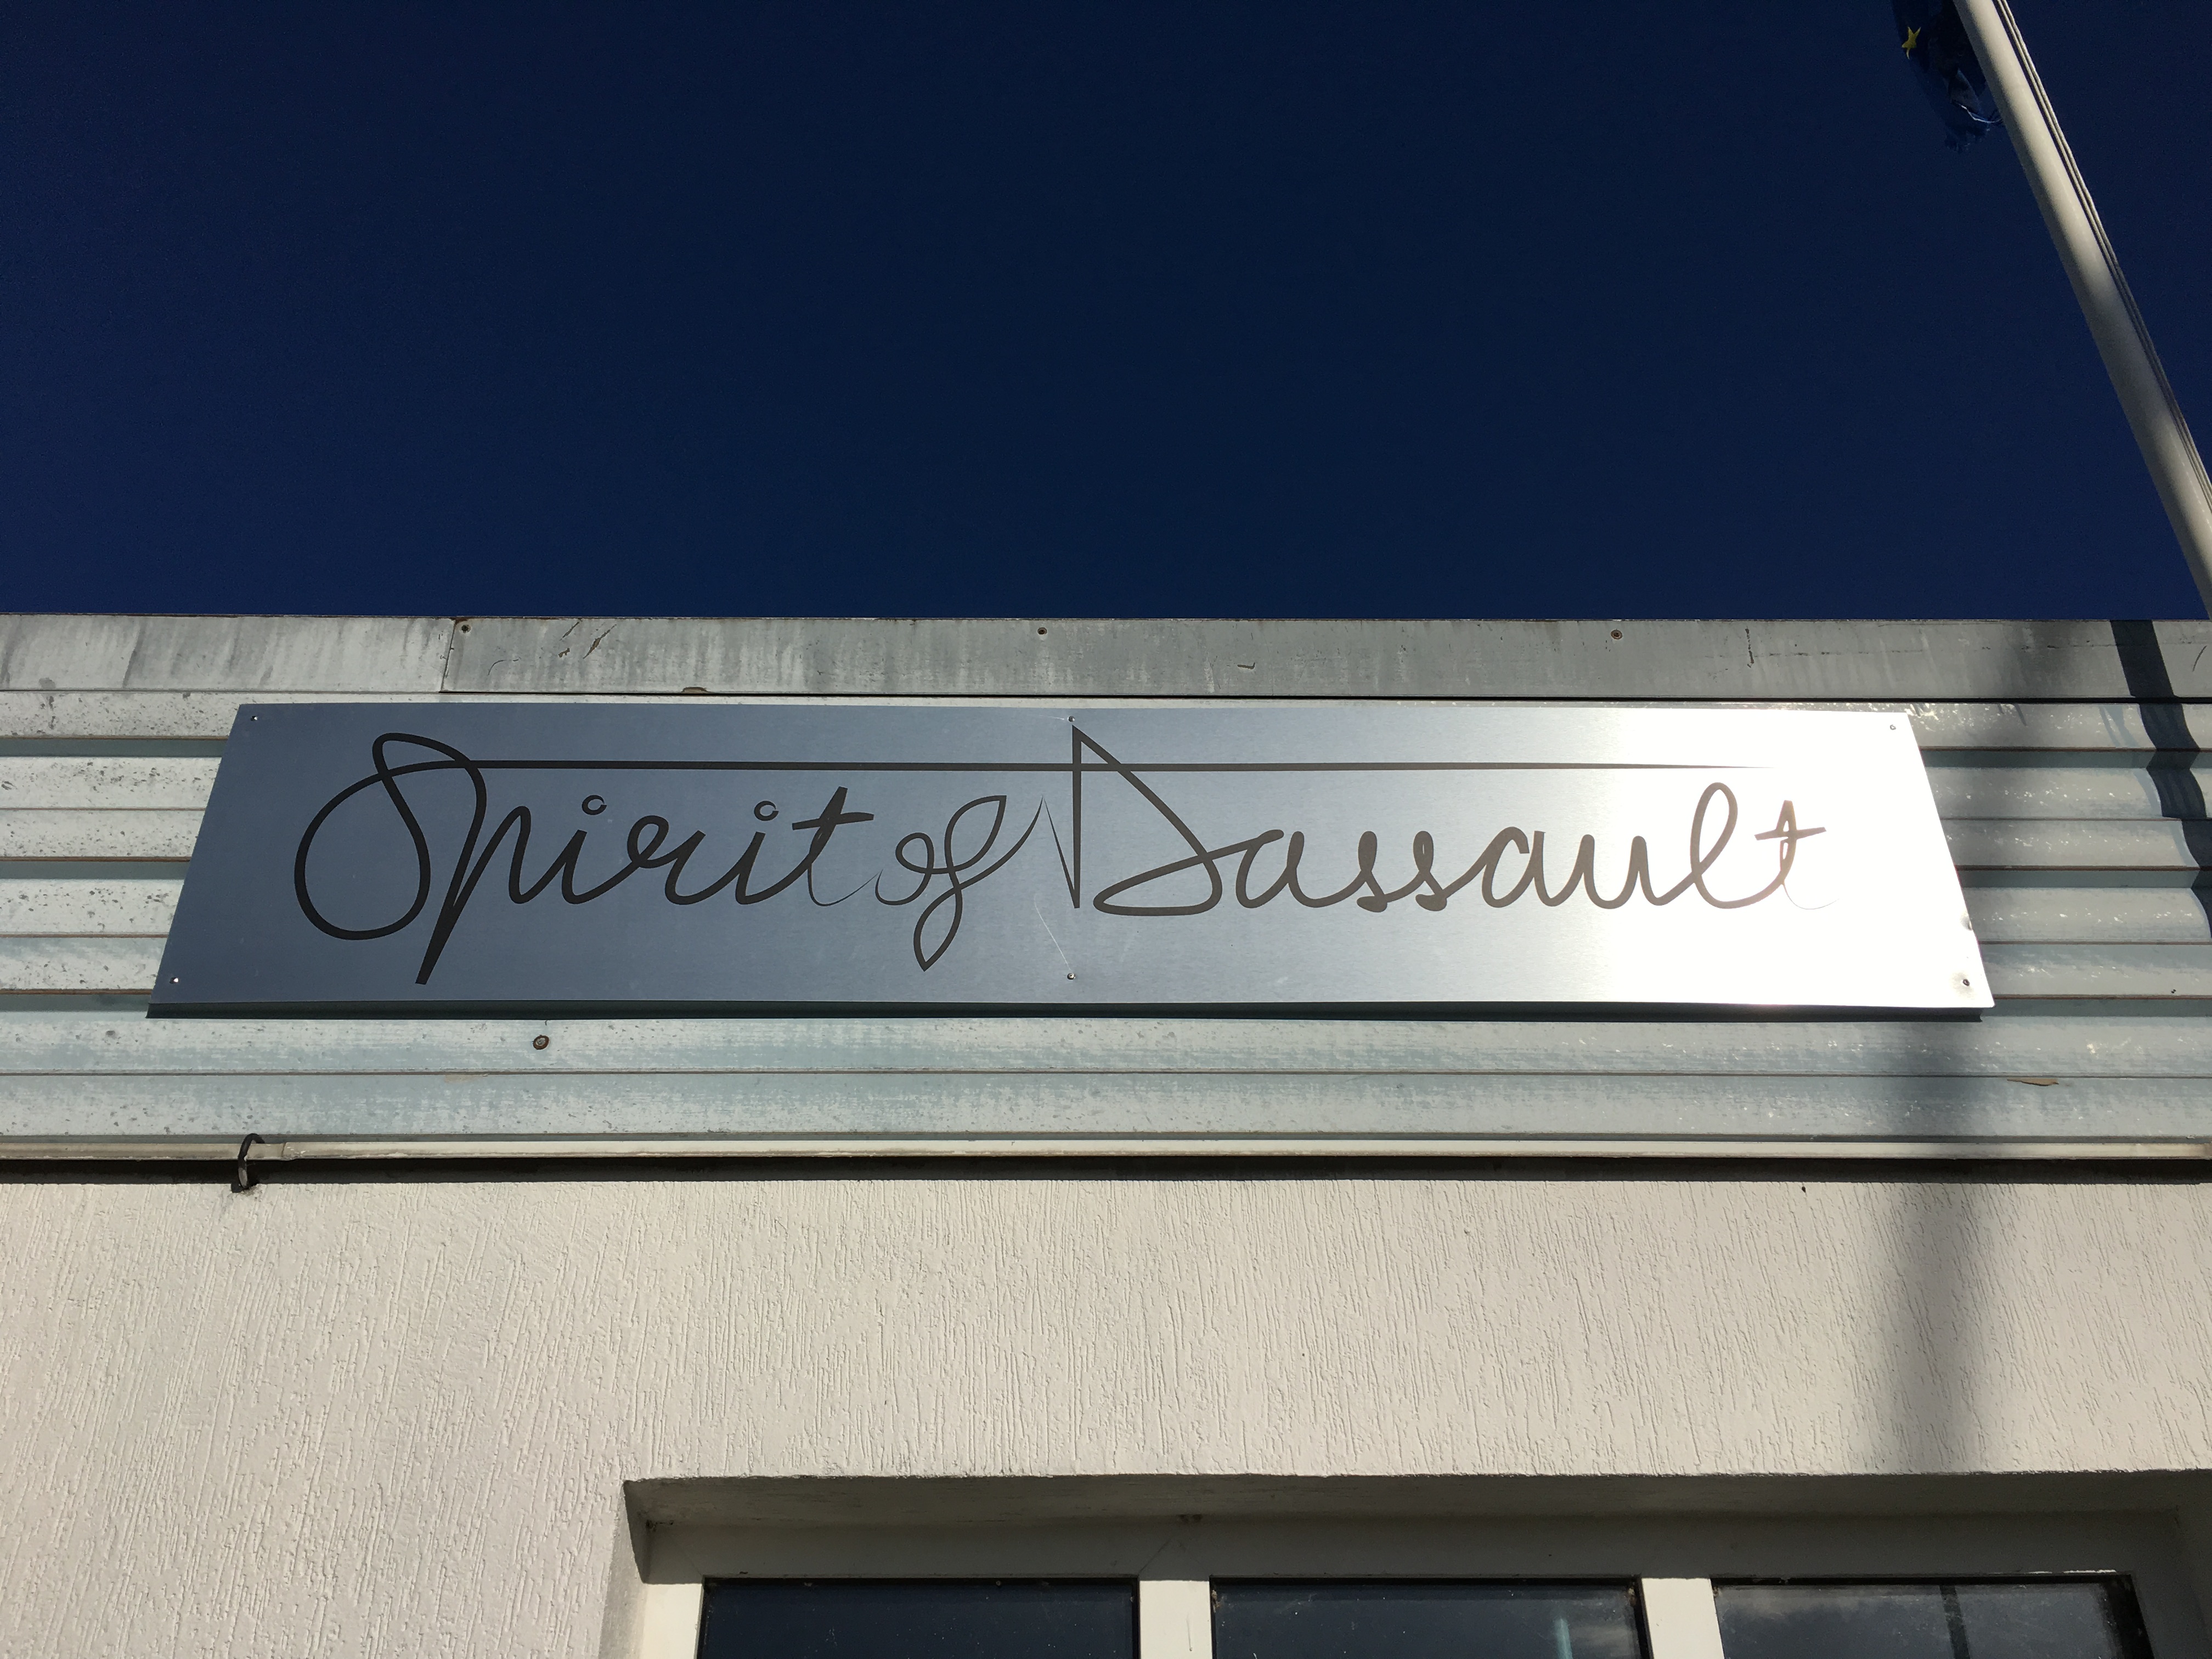 Spirit of Dassault